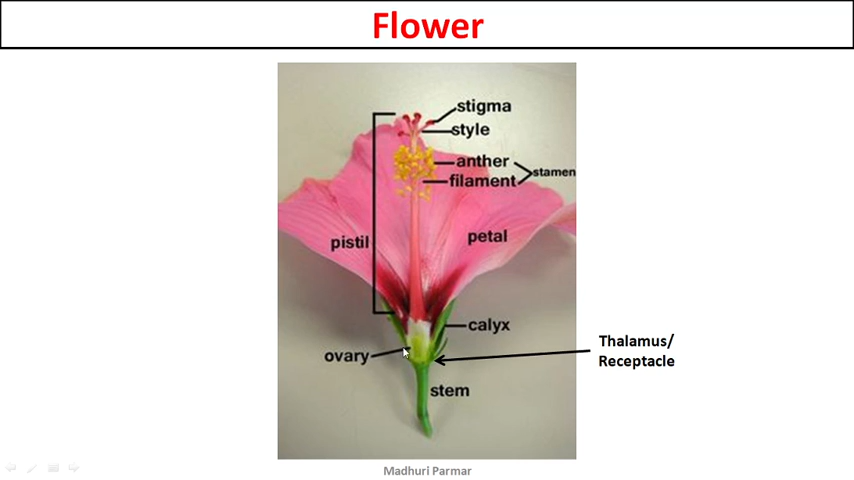 Flower
stigma
style
anther
stamen
filament
pistil
petal
calyx
Thalamus/
Receptacle
ovary
stem
Madhuri Parmar